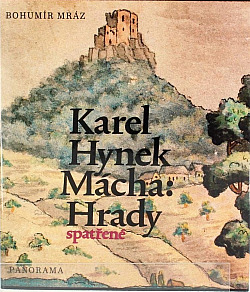 BOHUMÍR MRÁZ
Karel
Hynek
Mácha:
Hrady
spatřené
PANORAMA